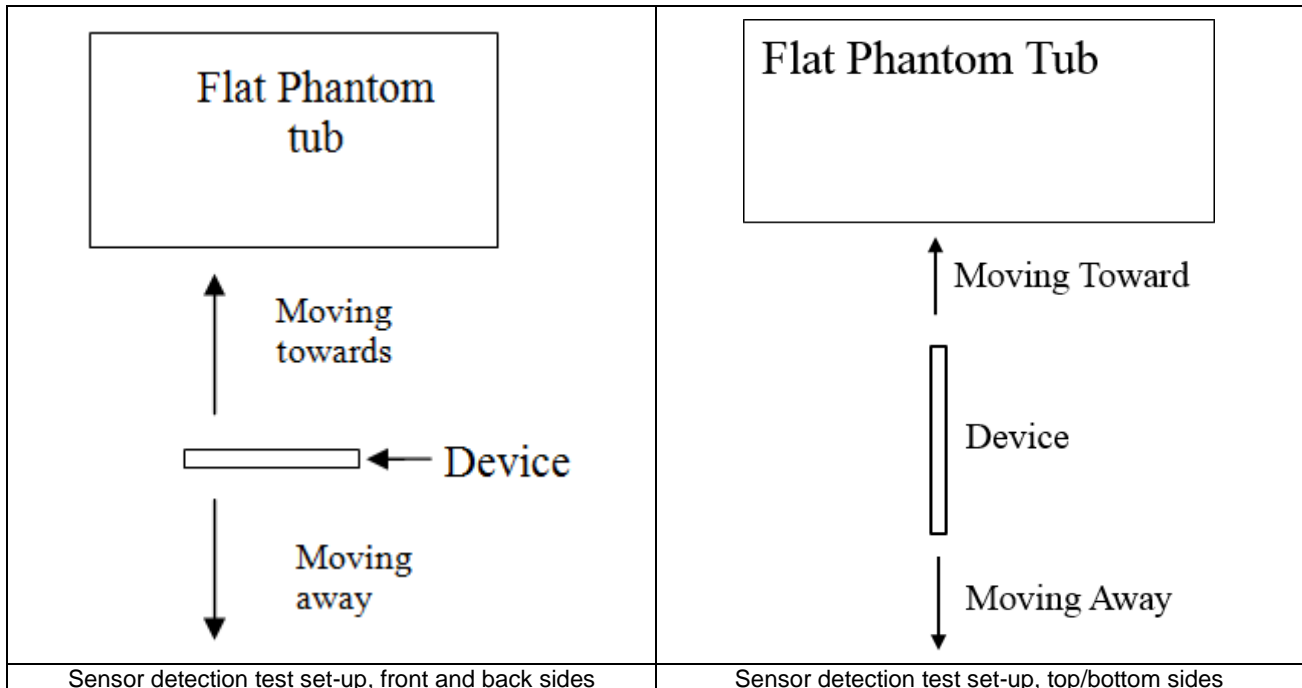 Flat Phantom
tub
Moving
towards
Device
Moving
away
Sensor detection test set-up, front and back sides
Flat Phantom Tub
Moving Toward
Device
Moving Away
Sensor detection test set-up, top/bottom sides